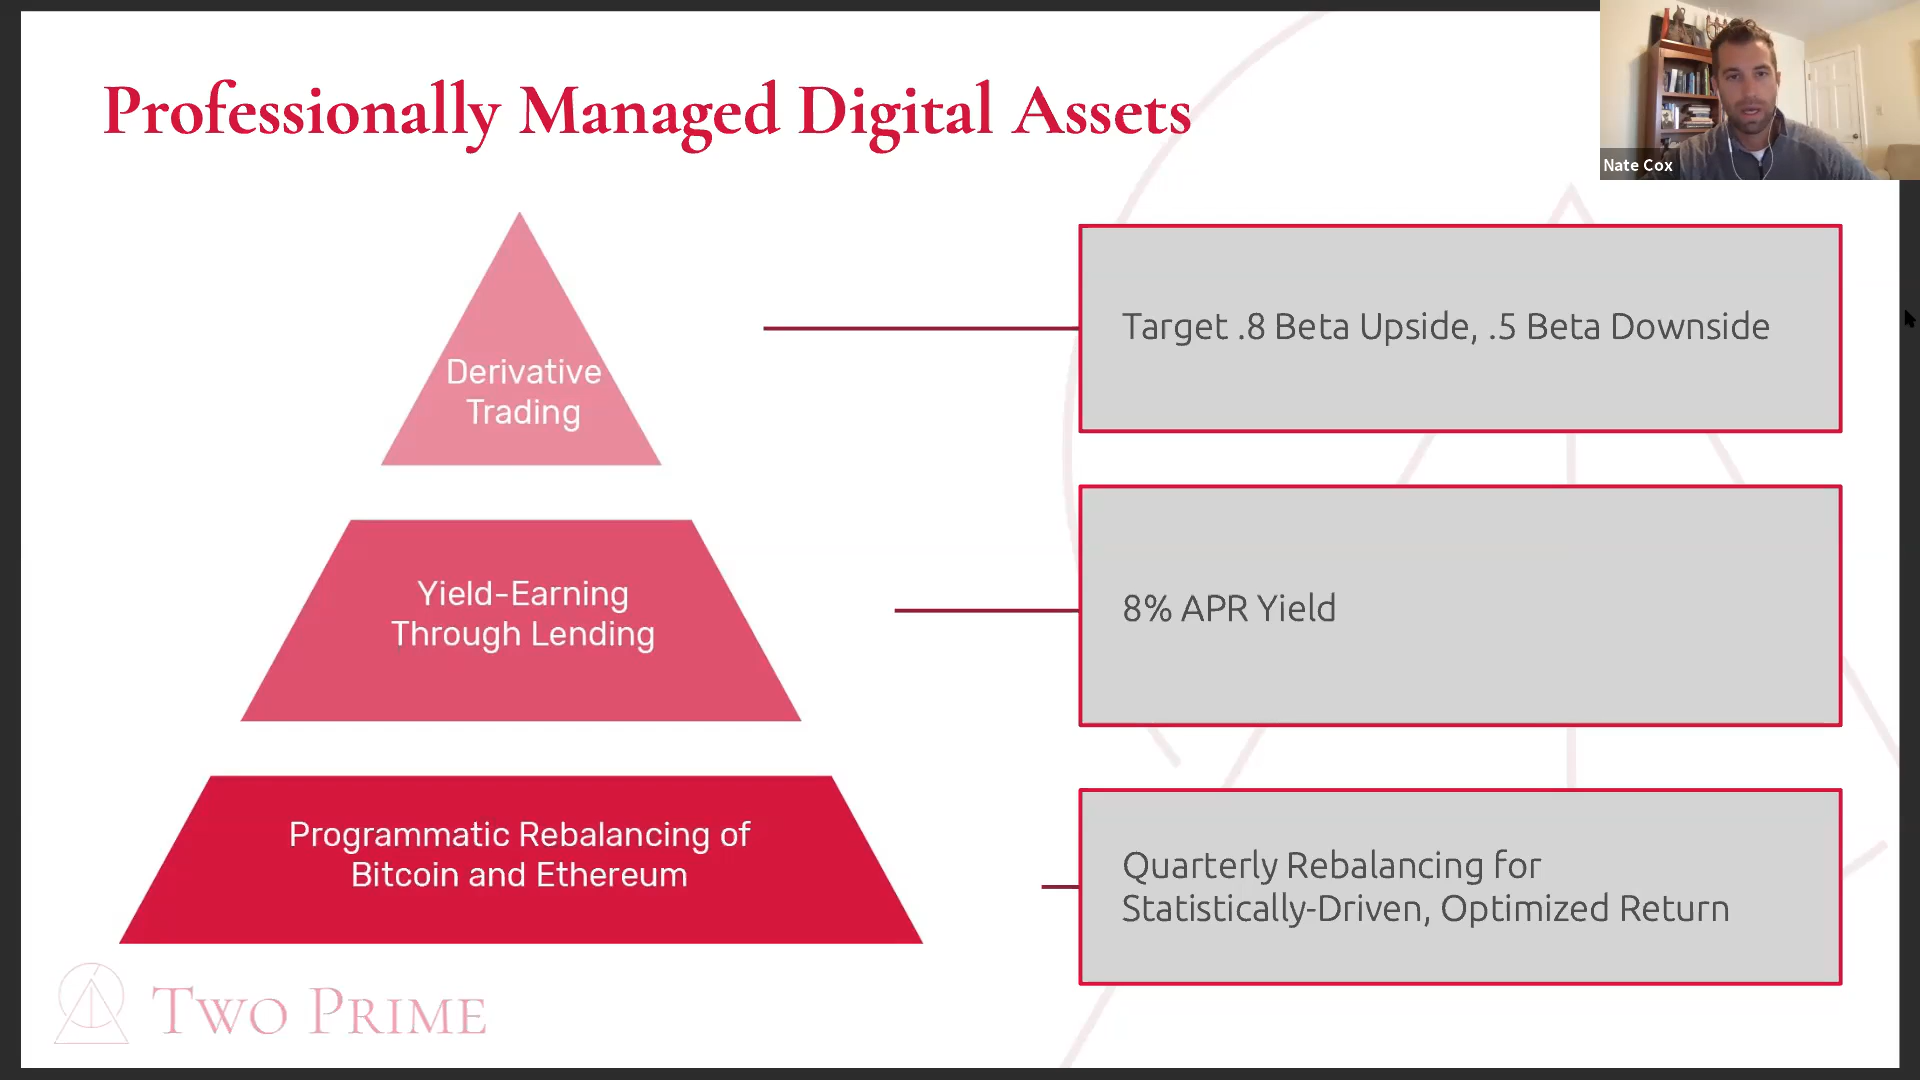 Professionally Managed Digital Assets
Nate Cox
Derivative
Trading
Target .8 Beta Upside, .5 Beta Downside
Yield-Earning
Through Lending
8% APR Yield
Programmatic Rebalancing of
Bitcoin and Ethereum
Quarterly Rebalancing for
Statistically-Driven, Optimized Return
TWO PRIME